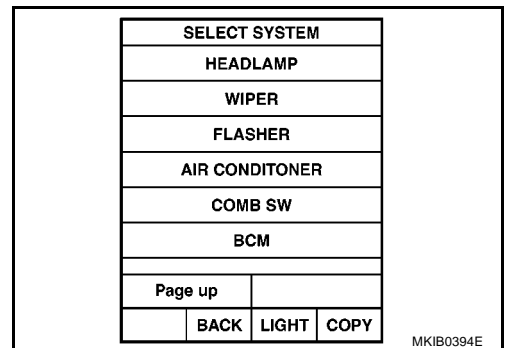 SELECT SYSTEM
HEADLAMP
WIPER
FLASHER
AIR CONDITONER
COMB SW
BCM
Page up
BACK LIGHT COPY
MKIB0394E